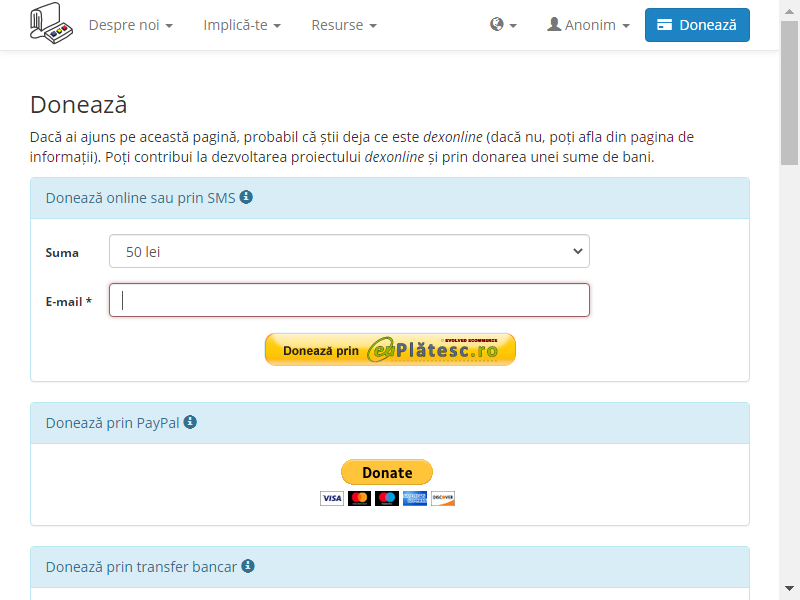 Despre noi
Implică-te
Resurse
Anonim
Donează
Donează
Dacă ai ajuns pe această pagină, probabil că știi deja ce este dexonline (dacă nu, poți afla din pagina de
informații). Poți contribui la dezvoltarea proiectului dexonline și prin donarea unei sume de bani.
Donează online sau prin SMS
Suma
50 lei
E-mail *
EVOLVED ECOMMERCE
Donează prin euPlătesc.ro
Donează prin PayPal
Donate
VISA
DISCOVER
Donează prin transfer bancar